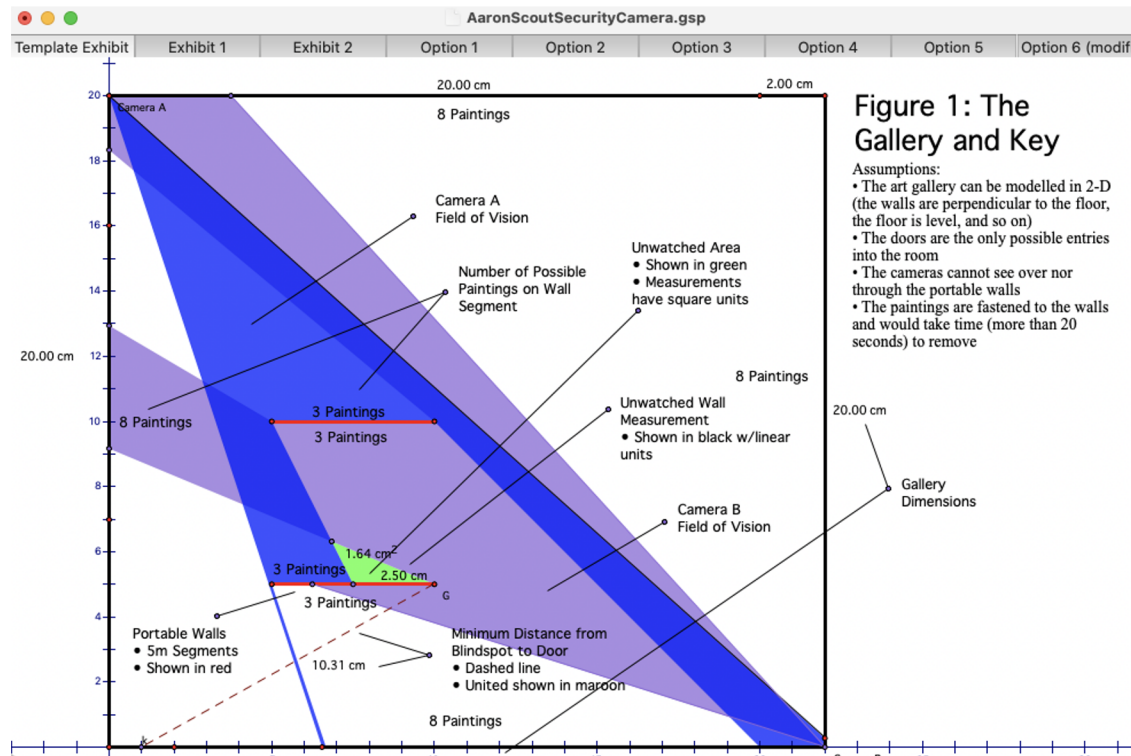 AaronScoutSecurityCamera.gsp
Template Exhibit
Exhibit 1
Exhibit 2
Option 1
Option 2
Option 3
Option 4
Option 5
Option 6 (modif
20.00 cm
2.00 cm
20
Camera A
8 Paintings
Figure 1: The
Gallery and Key
Assumptions:
• The art gallery can be modelled in 2-D
(the walls are perpendicular to the floor,
the floor is level, and so on)
• The doors are the only possible entries
into the room
• The cameras cannot see over nor
through the portable walls
• The paintings are fastened to the walls
and would take time (more than 20
seconds) to remove
18
16
14
12
10
8
6
4
2
Camera A
Field of Vision
Number of Possible
Paintings on Wall
Segment
Unwatched Area
• Shown in green
• Measurements
have square units
20.00 cm
8 Paintings
8 Paintings
3 Paintings
3 Paintings
Unwatched Wall
Measurement
• Shown in black w/linear
units
20.00 cm
Gallery
Dimensions
Camera B
Field of Vision
1.64 cm²
3 Paintings
2.50 cm
G
3 Paintings
Portable Walls
• 5m Segments
• Shown in red
Minimum Distance from
Blindspot to Door
• Dashed line
• United shown in maroon
10.31 cm
8 Paintings